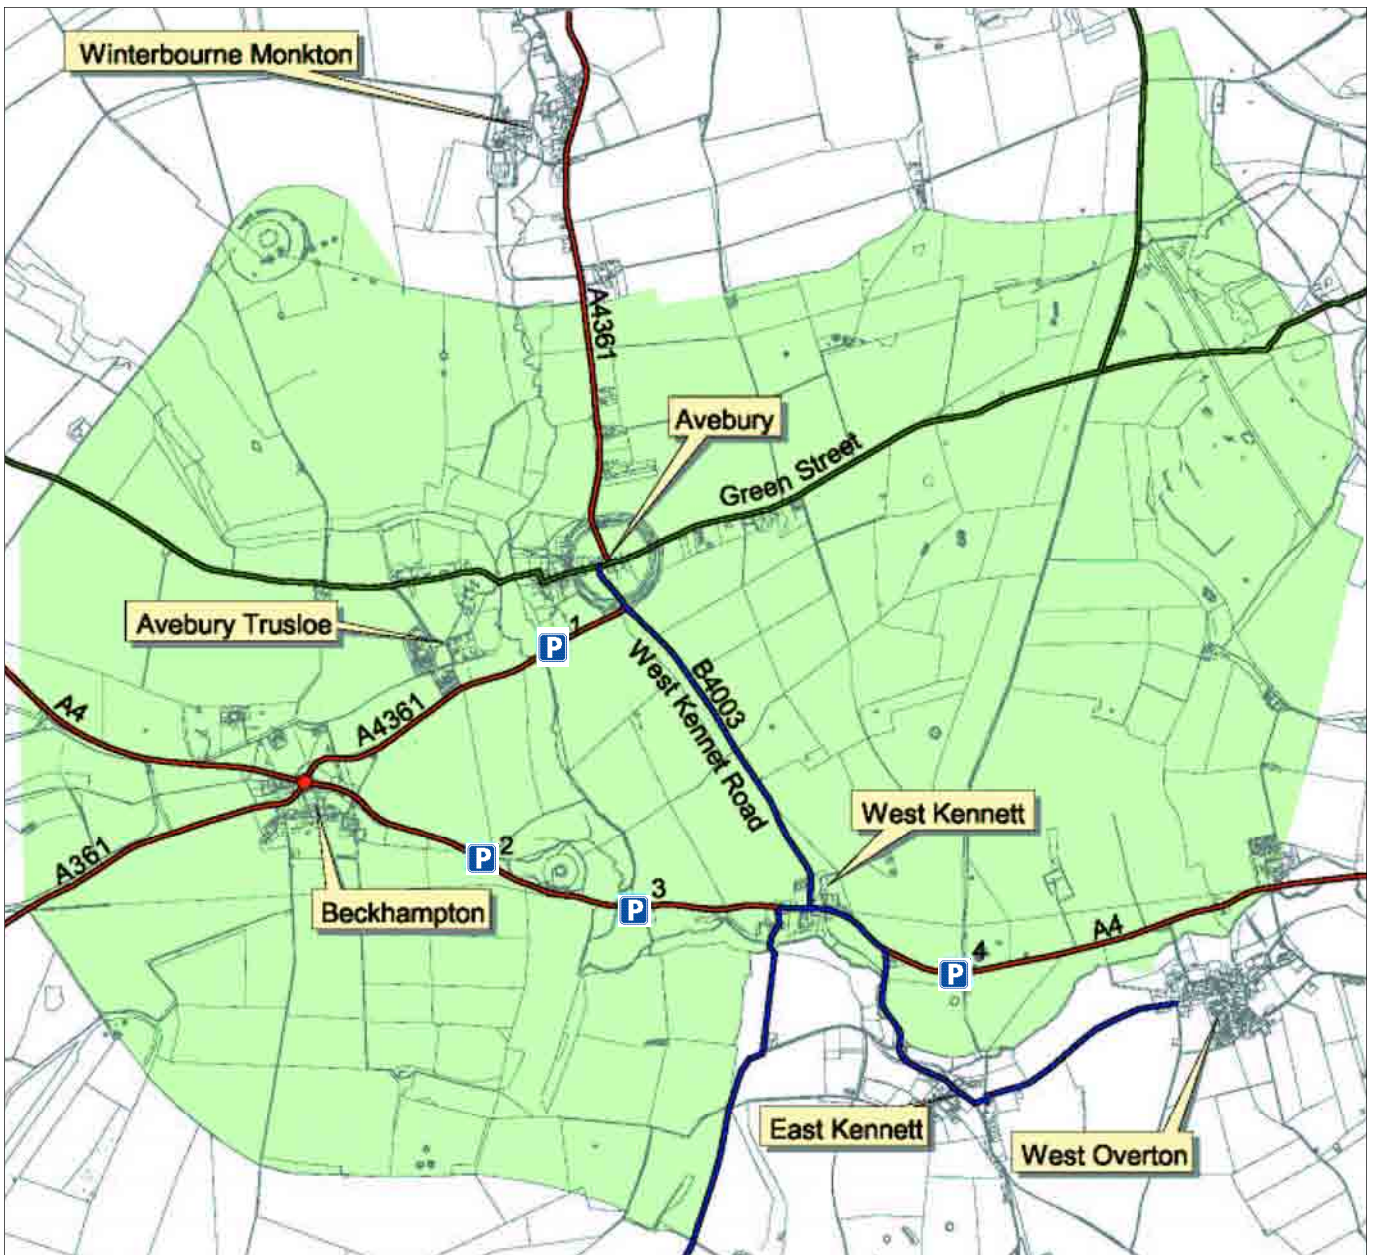 Winterbourne Monkton
A4361
Avebury
Green Street
Avebury Trusloe
P 1
B4003
West Kennet Road
A4
A4361
West Kennett
A361
P 2
Beckhampton
P 3
A4
P 4
East Kennett
West Overton